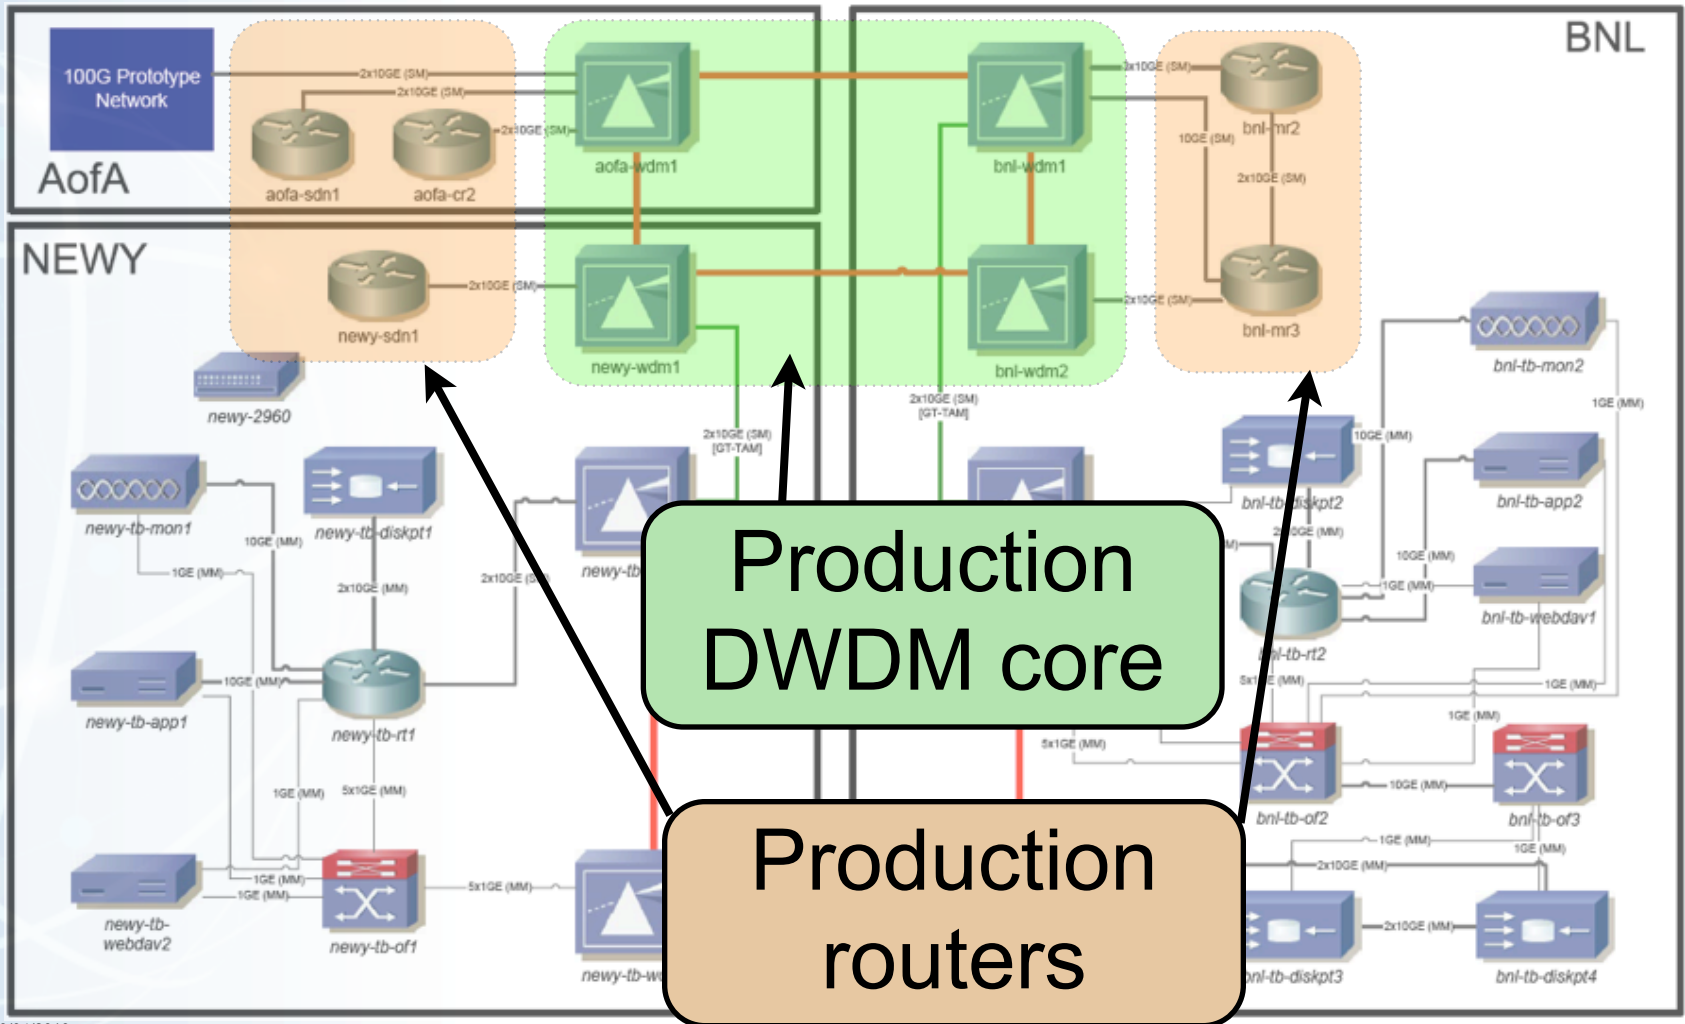 100G Prototype
Network
AofA
2x10GE (SM)
2x10GE (SM)
2x10GE (SM)
aofa-sdn1
aofa-cr2
aofa-wdm1
BNL
bnl-wdm1
2x10GE (SM)
bnl-mr2
10GE (SM)
2x10GE (SM)
NEWY
newy-sdn1
2x10GE (SM)
newy-wdm1
bnl-wdm2
2x10GE (SM)
bnl-mr3
newy-2960
2x10GE (SM)
[GT-TAM]
2x10GE (SM)
[GT-TAM]
bnl-tb-mon2
1GE (MM)
newy-tb-mon1
10GE (MM)
newy-tb-diskpt1
1GE (MM)
2x10GE (MM)
newy-tb
bnl-tb-diskpt2
10GE (MM)
bnl-tb-app2
10GE (MM)
1GE (MM)
bnl-tb-webdav1
bnl-tb-rt2
Production
DWDM core
10GE (MM)
newy-tb-app1
newy-tb-rt1
1GE (MM)
5x1GE (MM)
1GE (MM)
1GE (MM)
5x1GE (MM)
10GE (MM)
bnl-tb-of2
bnl-tb-of3
1GE (MM)
1GE (MM)
2x10GE (MM)
1GE (MM)
1GE (MM)
5x1GE (MM)
newy-tb-
webdav2
newy-tb-of1
Production
routers
2x10GE (MM)
bnl-tb-diskpt3
bnl-tb-diskpt4